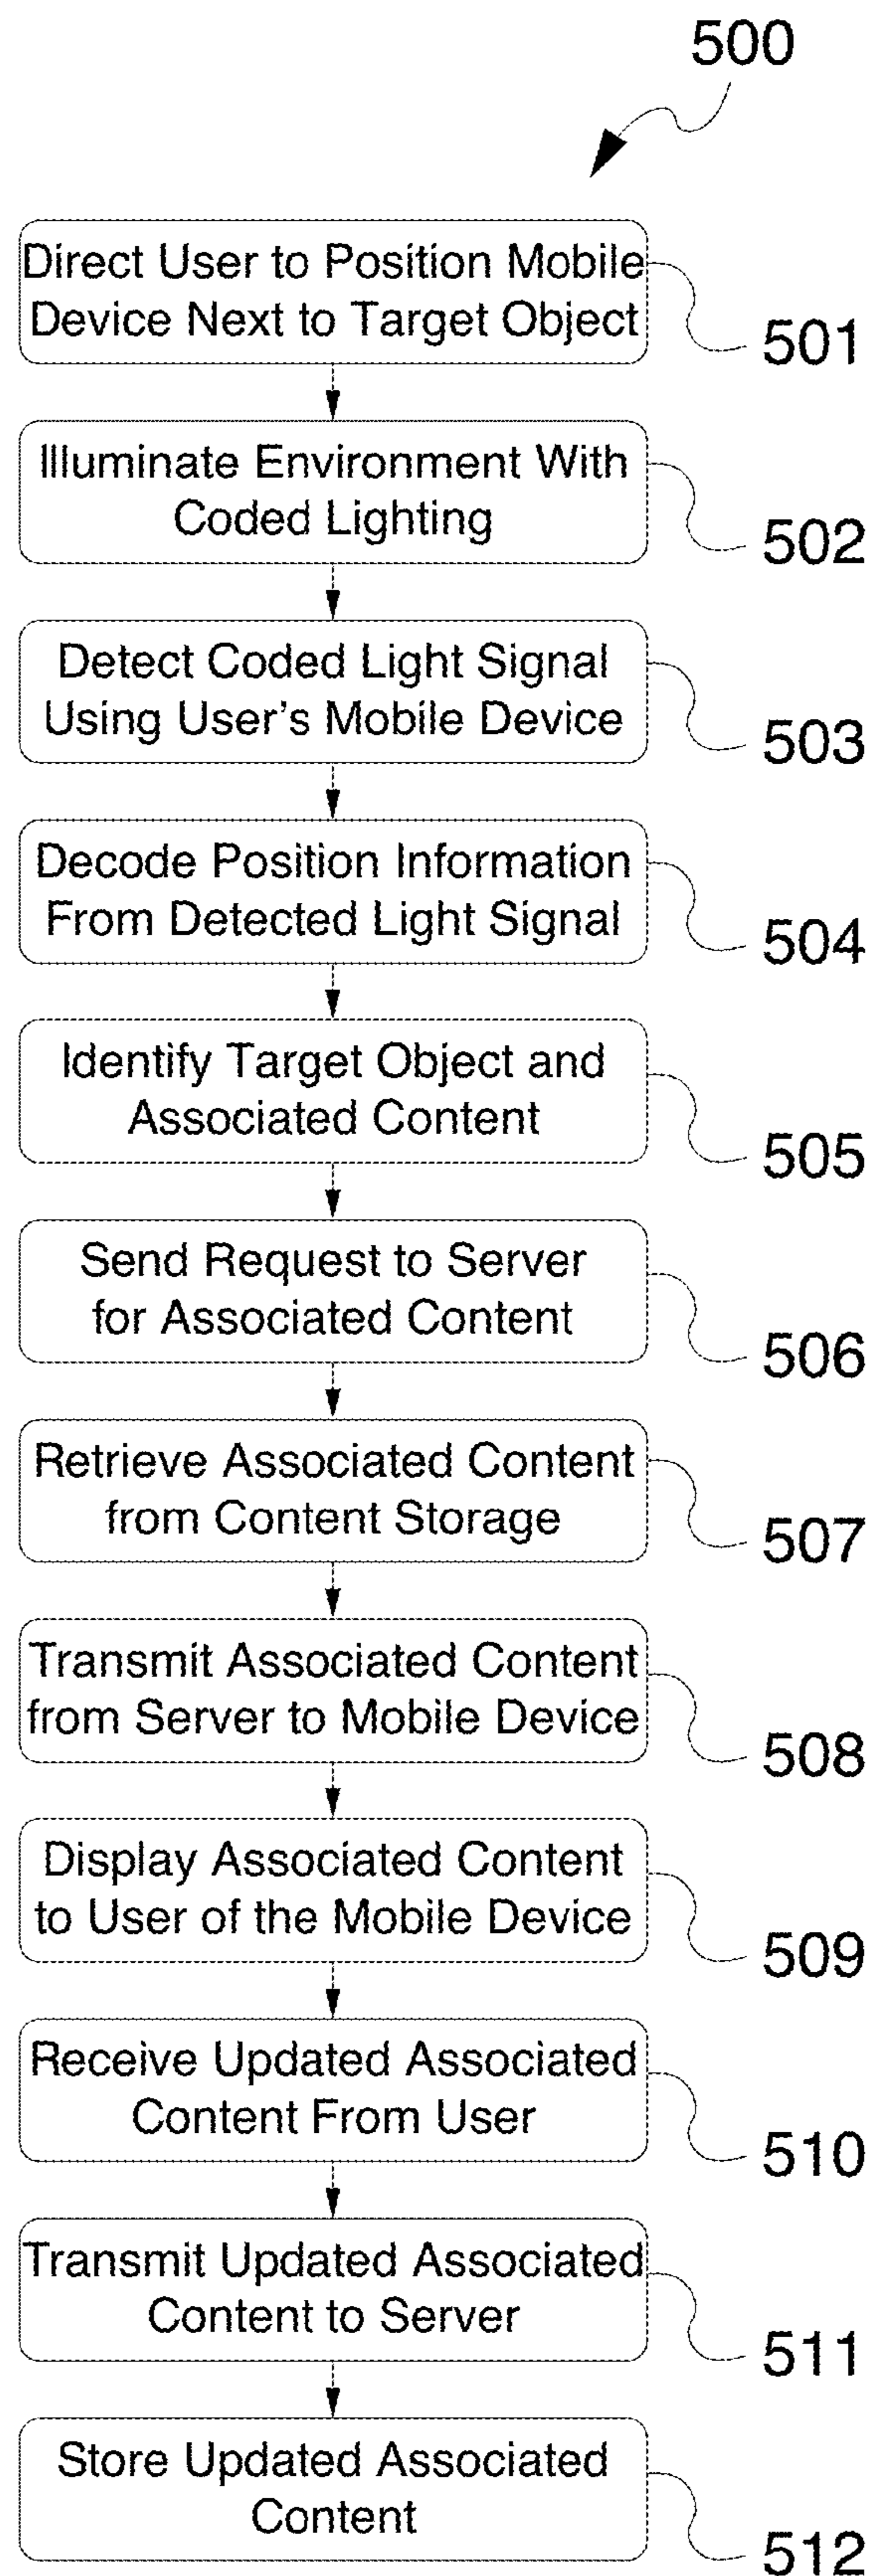 500
Direct User to Position Mobile
Device Next to Target Object
501
Illuminate Environment With
Coded Lighting
502
Detect Coded Light Signal
Using User's Mobile Device
503
Decode Position Information
From Detected Light Signal
504
Identify Target Object and
Associated Content
505
Send Request to Server
for Associated Content
506
Retrieve Associated Content
from Content Storage
507
Transmit Associated Content
from Server to Mobile Device
508
Display Associated Content
to User of the Mobile Device
509
Receive Updated Associated
Content From User
510
Transmit Updated Associated
Content to Server
511
Store Updated Associated
Content
512